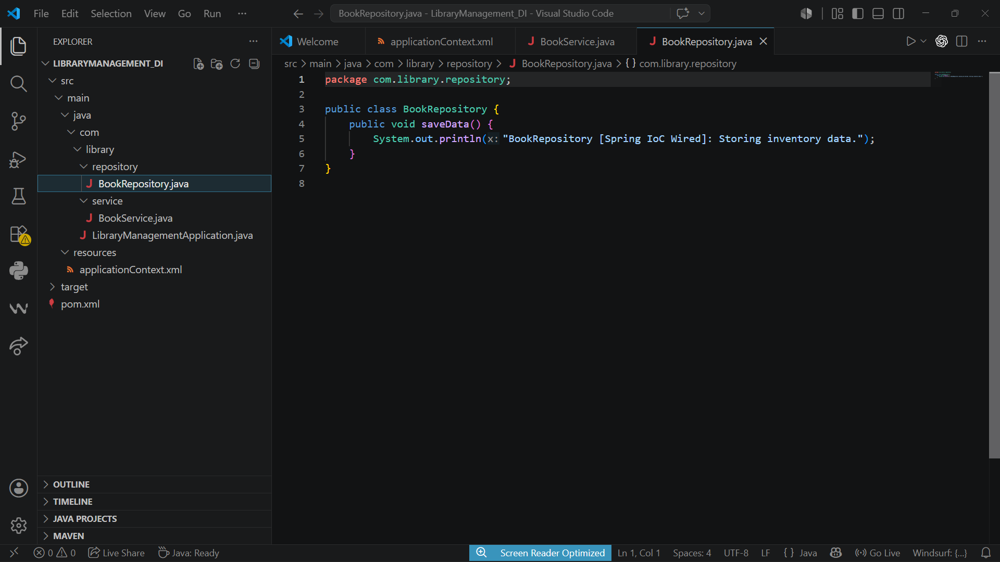 File Edit Selection View Go Run ···
BookRepository.java - LibraryManagement_DI - Visual Studio Code
EXPLORER
LIBRARYMANAGEMENT_DI
src
main
java
com
library
repository
BookRepository.java
service
BookService.java
LibraryManagementApplication.java
resources
applicationContext.xml
target
pom.xml
OUTLINE
TIMELINE
JAVA PROJECTS
MAVEN
Welcome
applicationContext.xml
BookService.java
BookRepository.java
src > main > java > com > library > repository > BookRepository.java > { } com.library.repository
1 package com.library.repository;
2
3 public class BookRepository {
4 public void saveData() {
5 System.out.println(x: "BookRepository [Spring IoC Wired]: Storing inventory data.");
6 }
7 }
8
0 0 Live Share Java: Ready
Screen Reader Optimized Ln 1, Col 1 Spaces: 4 UTF-8 LF { } Java Go Live Windsurf: {...}